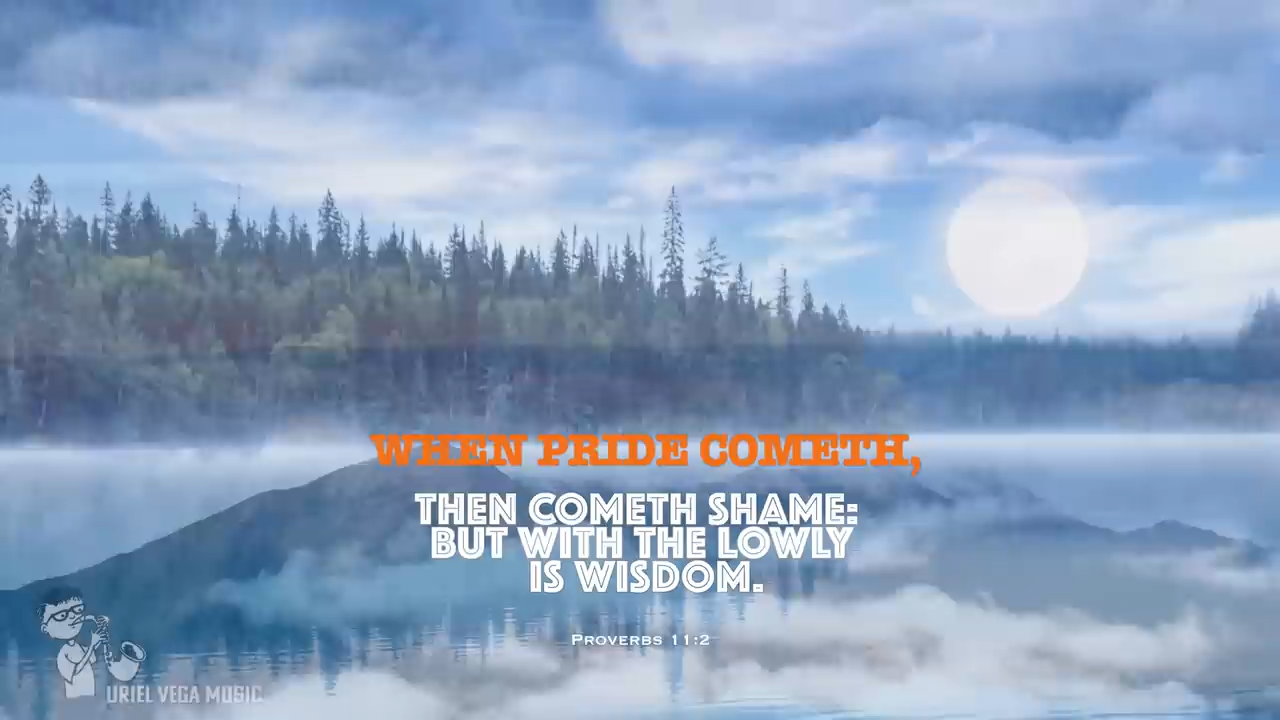 WHEN PRIDE COMETH,
THEN COMETH SHAME:
BUT WITH THE LOWLY
IS WISDOM.
PROVERBS 11:2
URIEL VEGA MUSIC